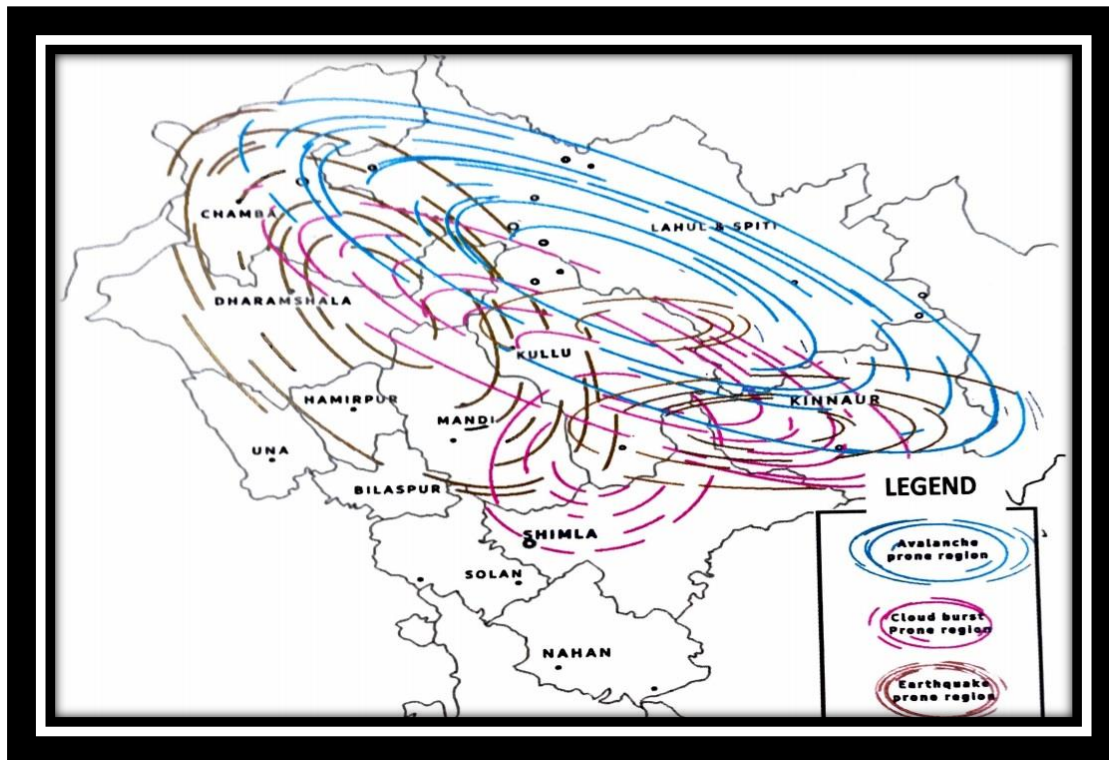 CHAMBA
LAHUL & SPITI
DHARAMSHALA
KULLU
HAMIRPUR
KINNAUR
MANDI
UNA
BILASPUR
LEGEND
SHIMLA
Avalanche
prone region
SOLAN
Cloud burst
Prone region
NAHAN
Earthquake
prone region